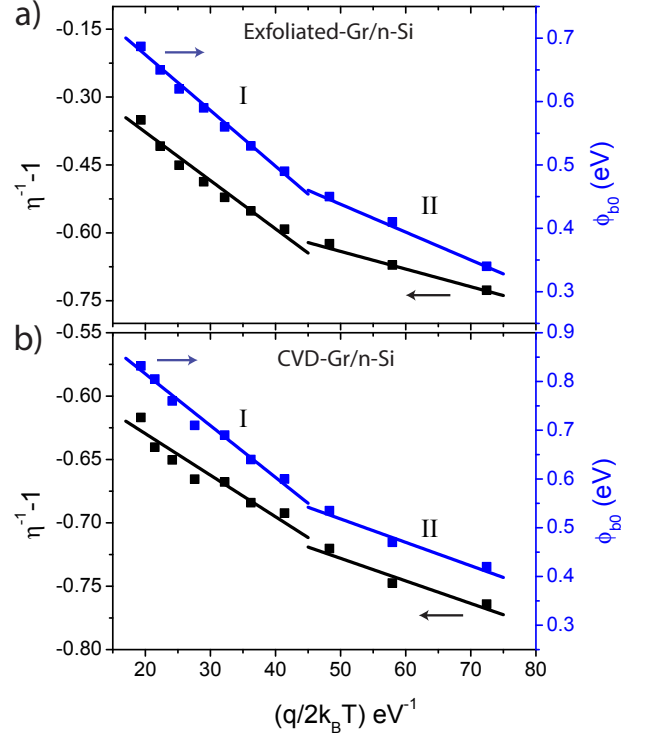 a)
Exfoliated-Gr/n-Si
-0.15
-0.30
-0.45
-0.60
-0.75
η⁻¹-1
I
II
0.7
0.6
0.5
0.4
0.3
ϕb0 (eV)
b)
CVD-Gr/n-Si
-0.55
-0.60
-0.65
-0.70
-0.75
-0.80
η⁻¹-1
I
II
0.9
0.8
0.7
0.6
0.5
0.4
0.3
ϕb0 (eV)
20 30 40 50 60 70 80
(q/2kBT) eV⁻¹